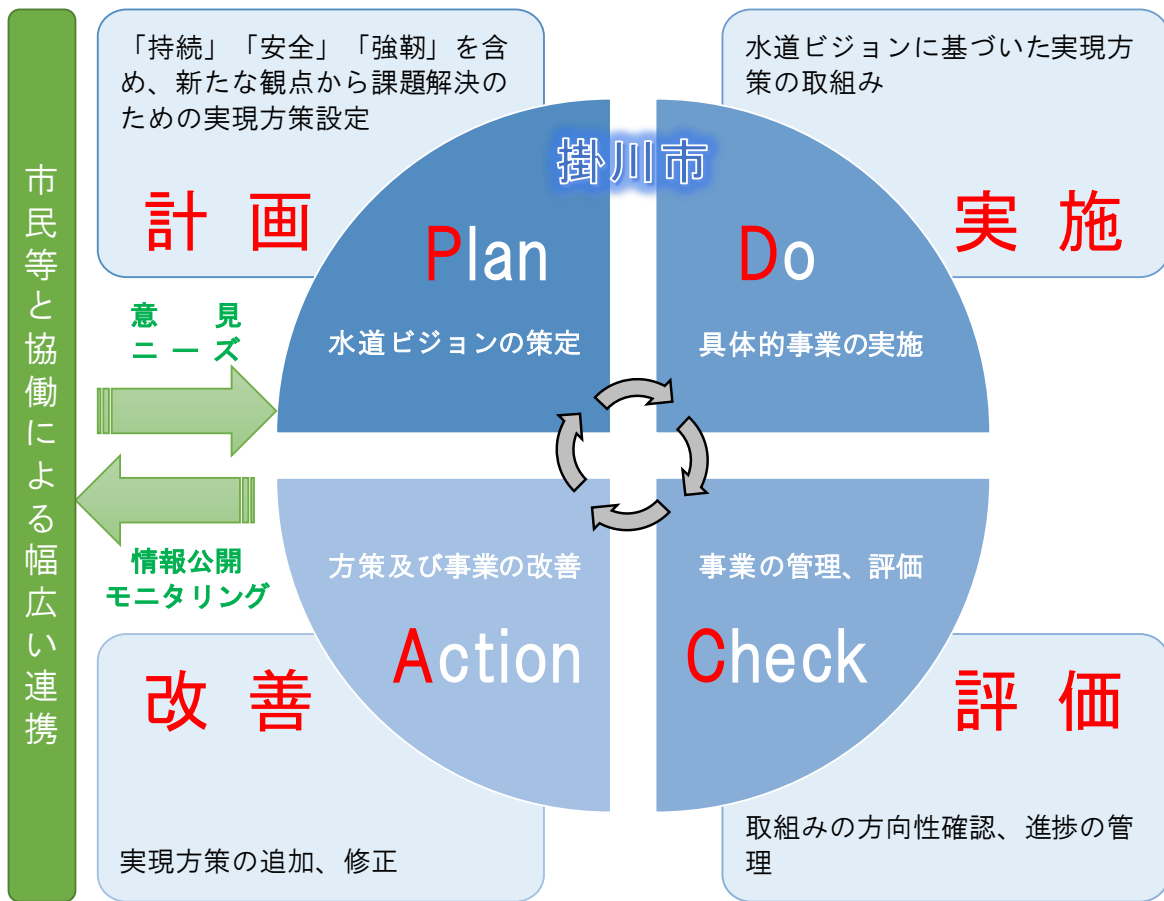 市民等と協働による幅広い連携
「持続」「安全」「強靭」を含
め、新たな観点から課題解決の
ための実現方策設定
計画
水道ビジョンに基づいた実現方
策の取組み
実施
掛川市
Plan
水道ビジョンの策定
Do
具体的事業の実施
意見
ニーズ
情報公開
モニタリング
方策及び事業の改善
Action
事業の管理、評価
Check
改善
実現方策の追加、修正
評価
取組みの方向性確認、進捗の管
理